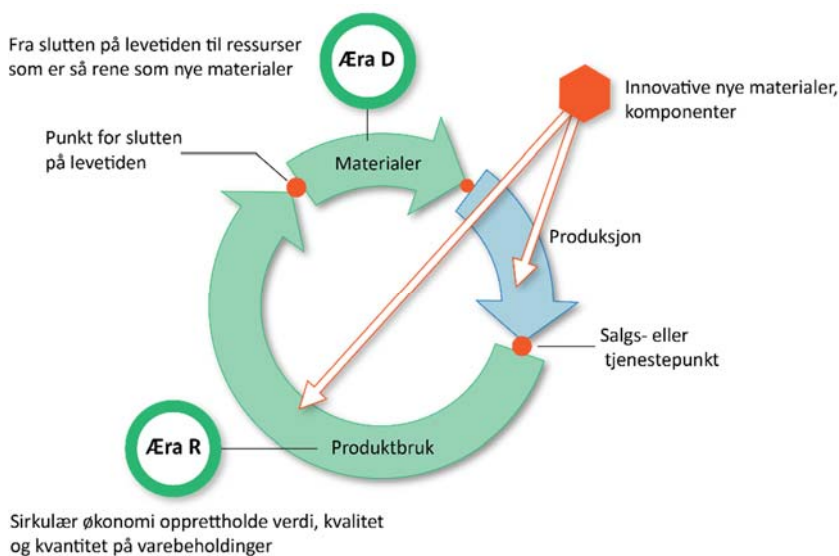 Fra slutten på levetiden til ressurser
som er så rene som nye materialer
Æra D
Innovative nye materialer,
komponenter
Punkt for slutten
på levetiden
Materialer
Produksjon
Salgs- eller
tjenestepunkt
Æra R
Produktbruk
Sirkulær økonomi opprettholde verdi, kvalitet
og kvantitet på varebeholdinger